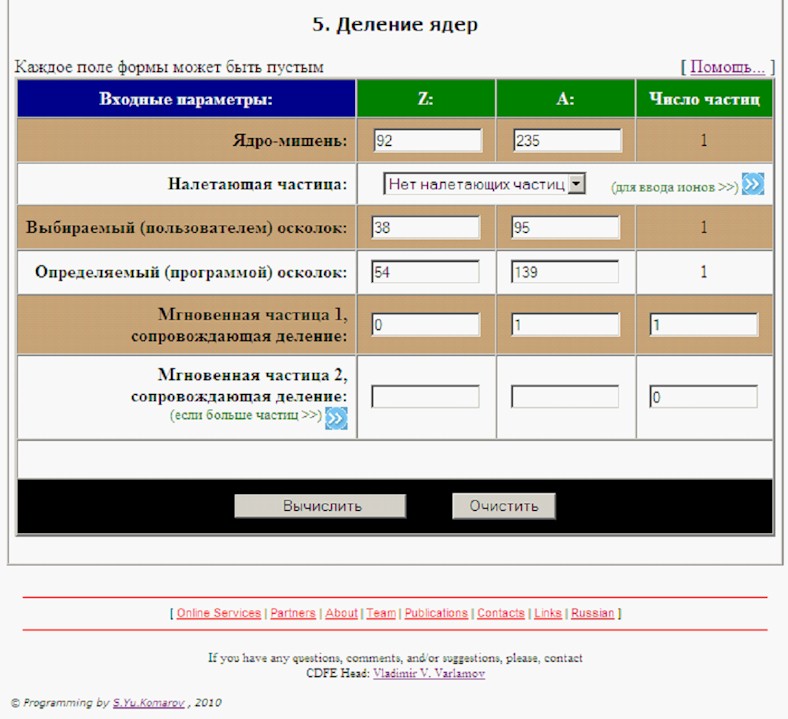 5. Деление ядер
Каждое поле формы может быть пустым [ Помощь... ]
Входные параметры: Z: A: Число частиц
Ядро-мишень: 92 235 1
Налетающая частица: Нет налетающих частиц (для ввода ионов >>)
Выбираемый (пользователем) осколок: 38 95 1
Определяемый (программой) осколок: 54 139 1
Мгновенная частица 1,
сопровождающая деление: 0 1 1
Мгновенная частица 2,
сопровождающая деление: 0
(если больше частиц >>)
Вычислить Очистить
[ Online Services | Partners | About | Team | Publications | Contacts | Links | Russian ]
If you have any questions, comments, and/or suggestions, please, contact
CDFE Head: Vladimir V. Varlamov
© Programming by S.Yu.Komarov , 2010